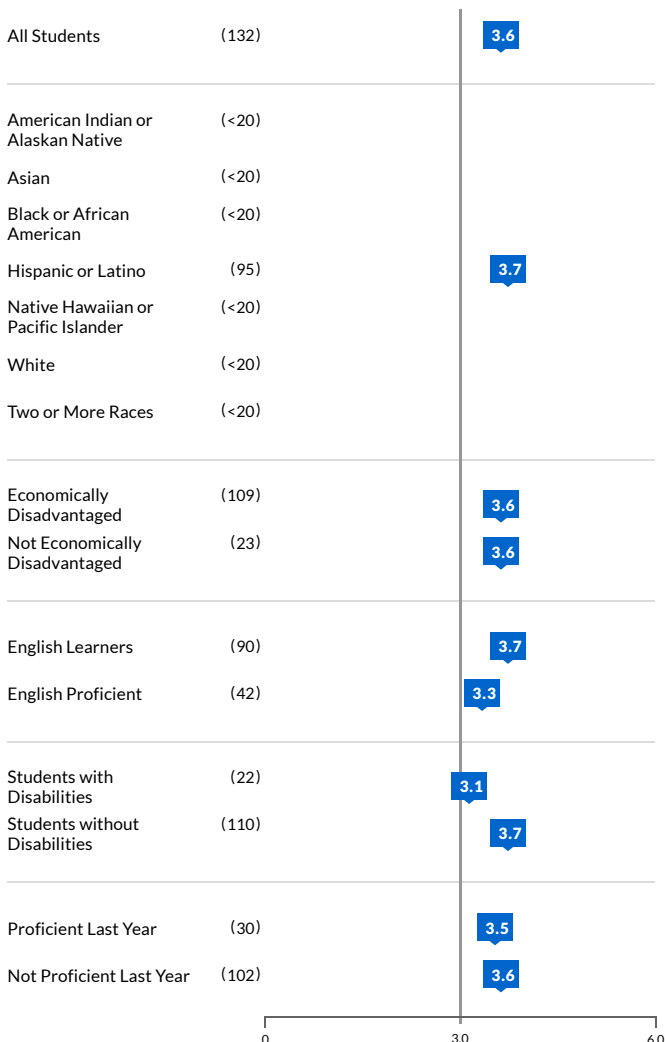 All Students (132) 3.6
American Indian or (<20)
Alaskan Native
Asian (<20)
Black or African (<20)
American
Hispanic or Latino (95) 3.7
Native Hawaiian or (<20)
Pacific Islander
White (<20)
Two or More Races (<20)
Economically (109) 3.6
Disadvantaged
Not Economically (23) 3.6
Disadvantaged
English Learners (90) 3.7
English Proficient (42) 3.3
Students with (22) 3.1
Disabilities
Students without (110) 3.7
Disabilities
Proficient Last Year (30) 3.5
Not Proficient Last Year (102) 3.6
0 3.0 6.0